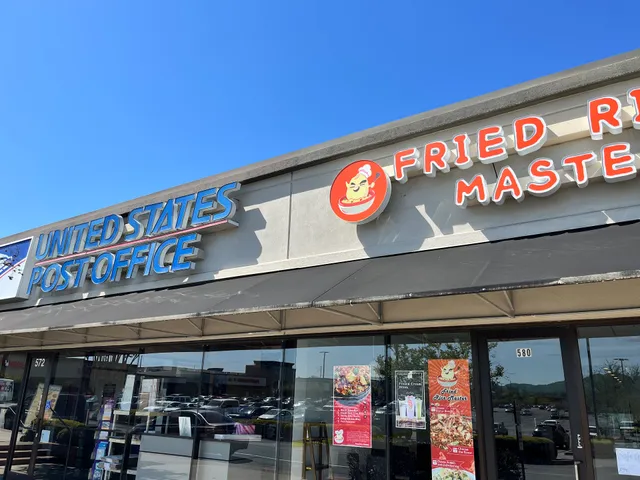 UNITED STATES
POST OFFICE
FRIED RI
MASTE
572
580